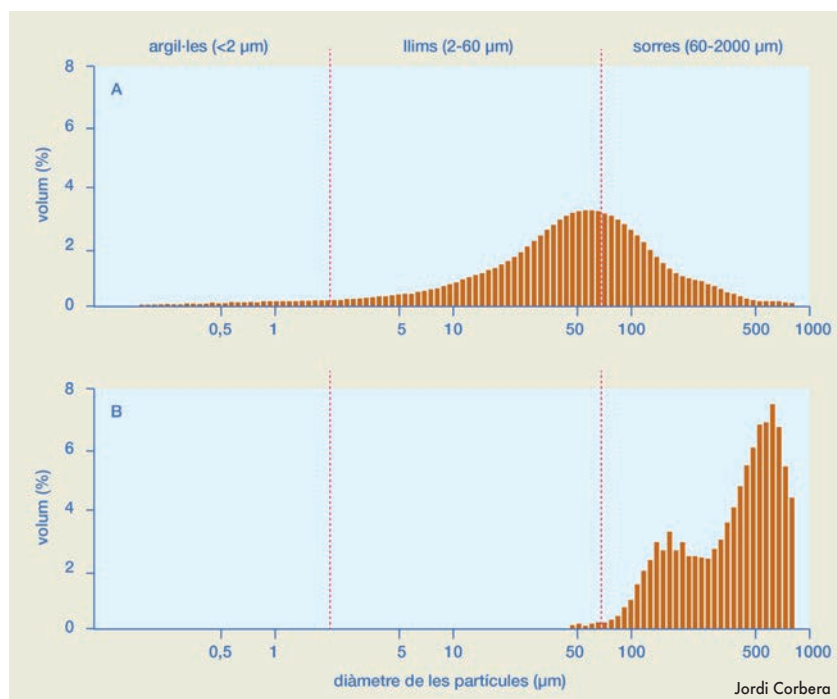 argil·les (<2 µm) llims (2-60 µm) sorres (60-2000 µm)
8
A
6
volum (%)
4
2
0
0,5 1 5 10 50 100 500 1000
8
B
6
volum (%)
4
2
0
0,5 1 5 10 50 100 500 1000
diàmetre de les partícules (µm)
Jordi Corbera